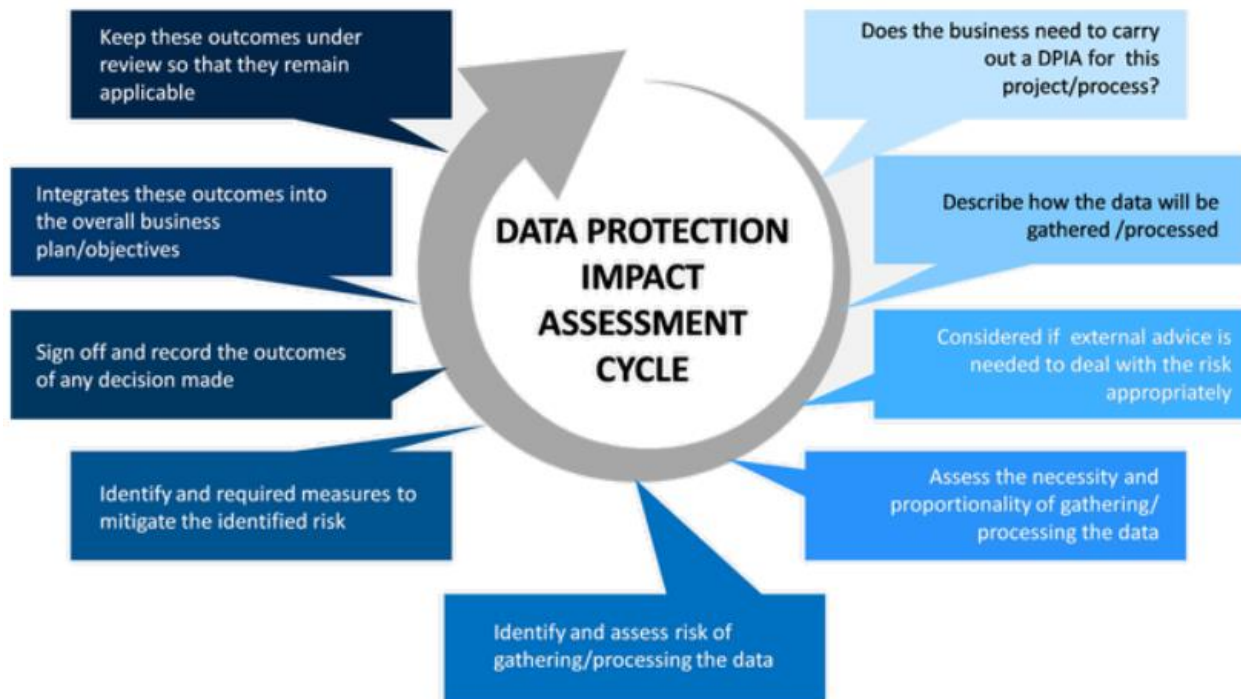 Keep these outcomes under
review so that they remain
applicable
Does the business need to carry
out a DPIA for this
project/process?
Integrates these outcomes into
the overall business
plan/objectives
Describe how the data will be
gathered /processed
DATA PROTECTION
IMPACT
ASSESSMENT
CYCLE
Sign off and record the outcomes
of any decision made
Considered if external advice is
needed to deal with the risk
appropriately
Identify and required measures to
mitigate the identified risk
Assess the necessity and
proportionality of gathering/
processing the data
Identify and assess risk of
gathering/processing the data